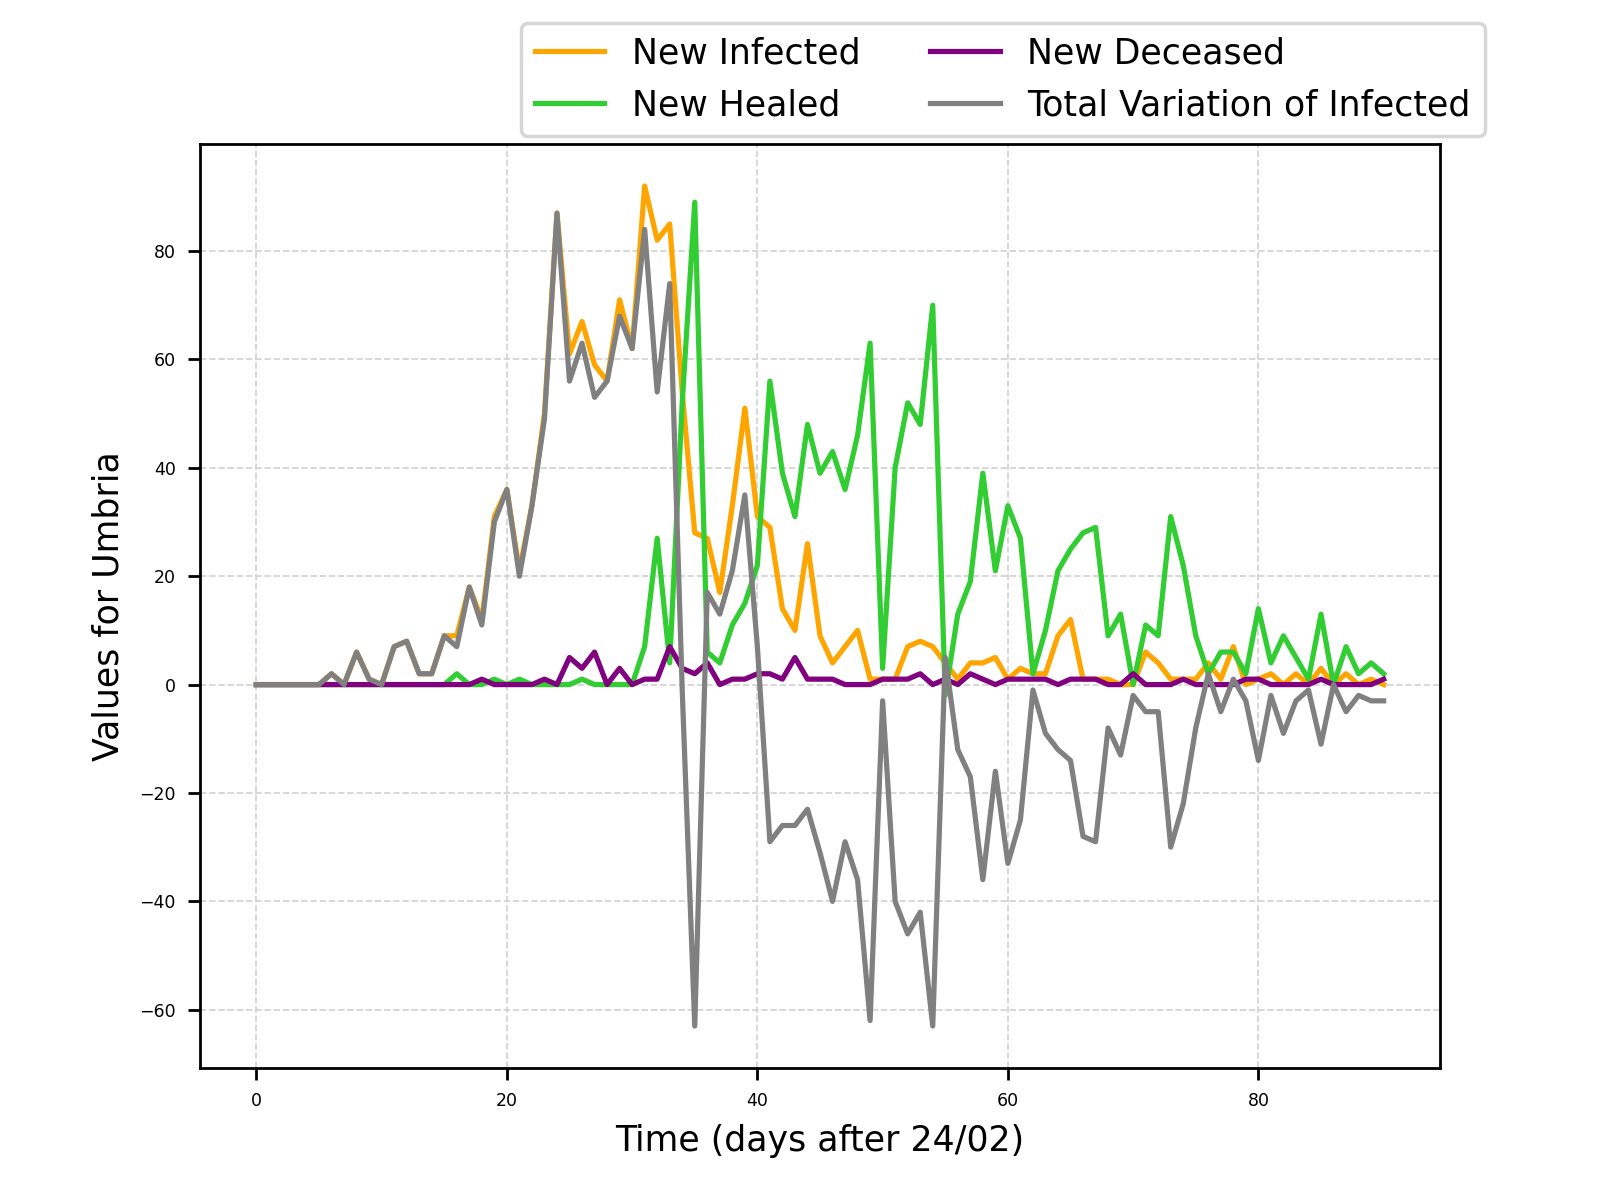 New Infected
New Healed
New Deceased
Total Variation of Infected
Values for Umbria
80
60
40
20
0
−20
−40
−60
0 20 40 60 80
Time (days after 24/02)